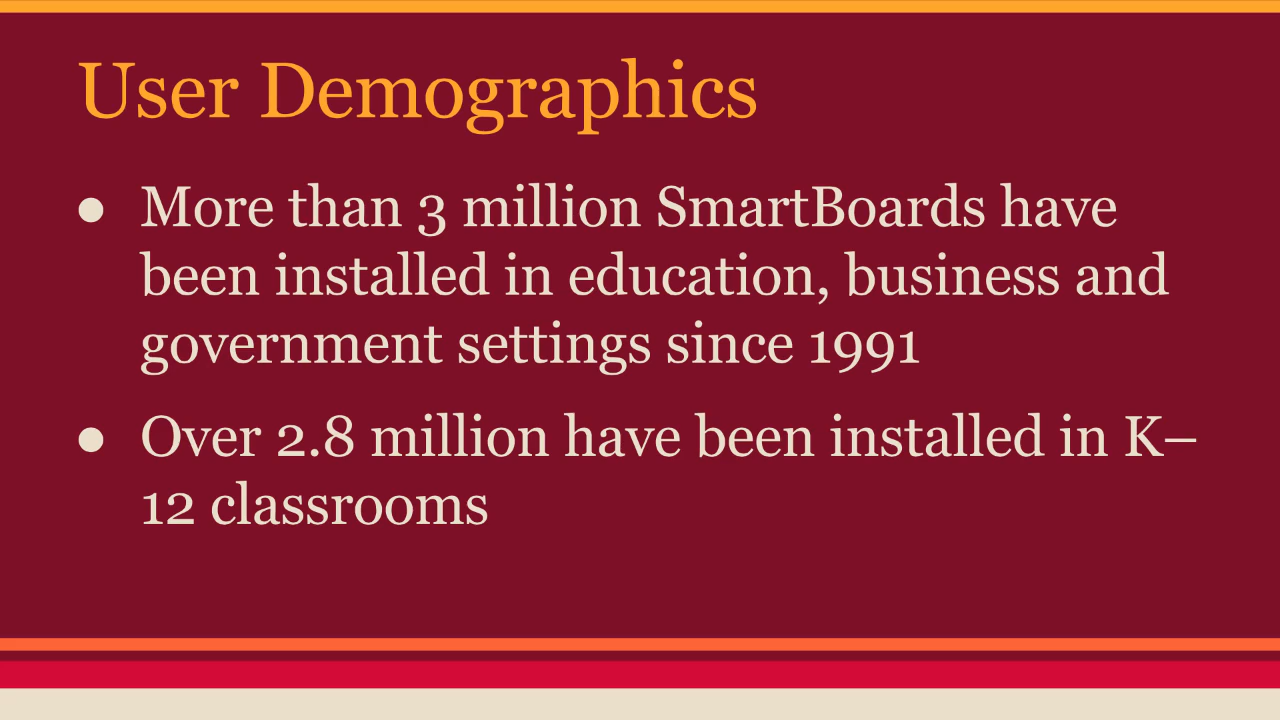 User Demographics
● More than 3 million SmartBoards have
been installed in education, business and
government settings since 1991
● Over 2.8 million have been installed in K–
12 classrooms